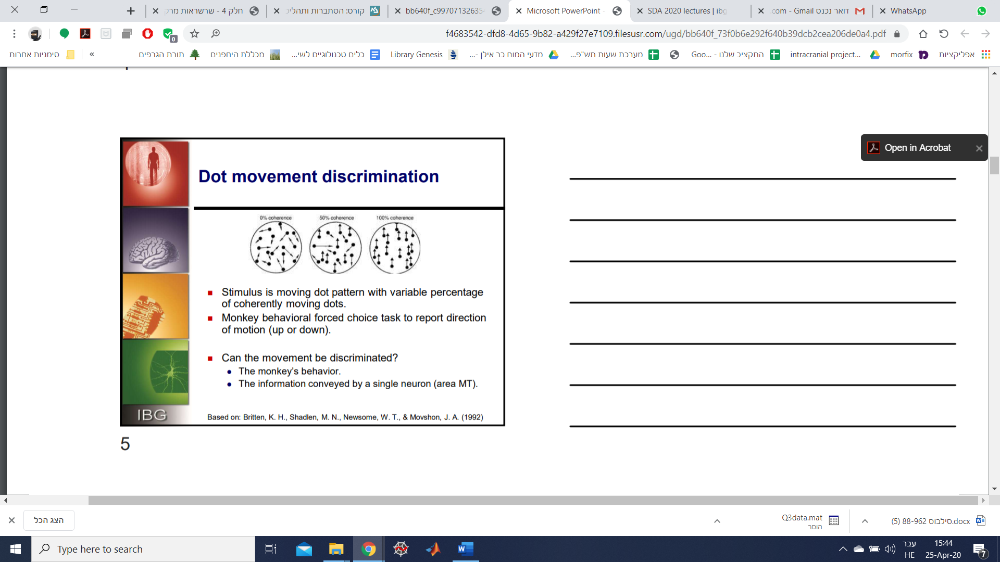 חלק 4 - שרשראות מרק
קורס: הסתברות ותהליכ
bb640f_c997071326354
Microsoft PowerPoint -
SDA 2020 lectures | ibg
דואר נכנס - Gmail - .com
WhatsApp
0
f4683542-dfd8-4d65-9b82-a429f27e7109.filesusr.com/ugd/bb640f_73f0b6e292f640b39dcb2cea206de0a4.pdf
סימניות אחרות
»
תורת הגרפים
מכללת היחפנים
כלים טכנולוגיים לשי...
Library Genesis
מדעי המוח בר אילן -...
מערכת שעות תש"פ...
התקציב שלנו - Goo...
intracranial project...
morfix
אפליקציות
Open in Acrobat
Dot movement discrimination
0% coherence 50% coherence 100% coherence
Stimulus is moving dot pattern with variable percentage
of coherently moving dots.
Monkey behavioral forced choice task to report direction
of motion (up or down).
Can the movement be discriminated?
The monkey's behavior.
The information conveyed by a single neuron (area MT).
IBG
Based on: Britten, K. H., Shadlen, M. N., Newsome, W. T., & Movshon, J. A. (1992)
5
הצג הכל
Q3data.mat
הוסר
סילבוס 88-962 (5).docx
Type here to search
עבר
HE
15:44
25-Apr-20
7